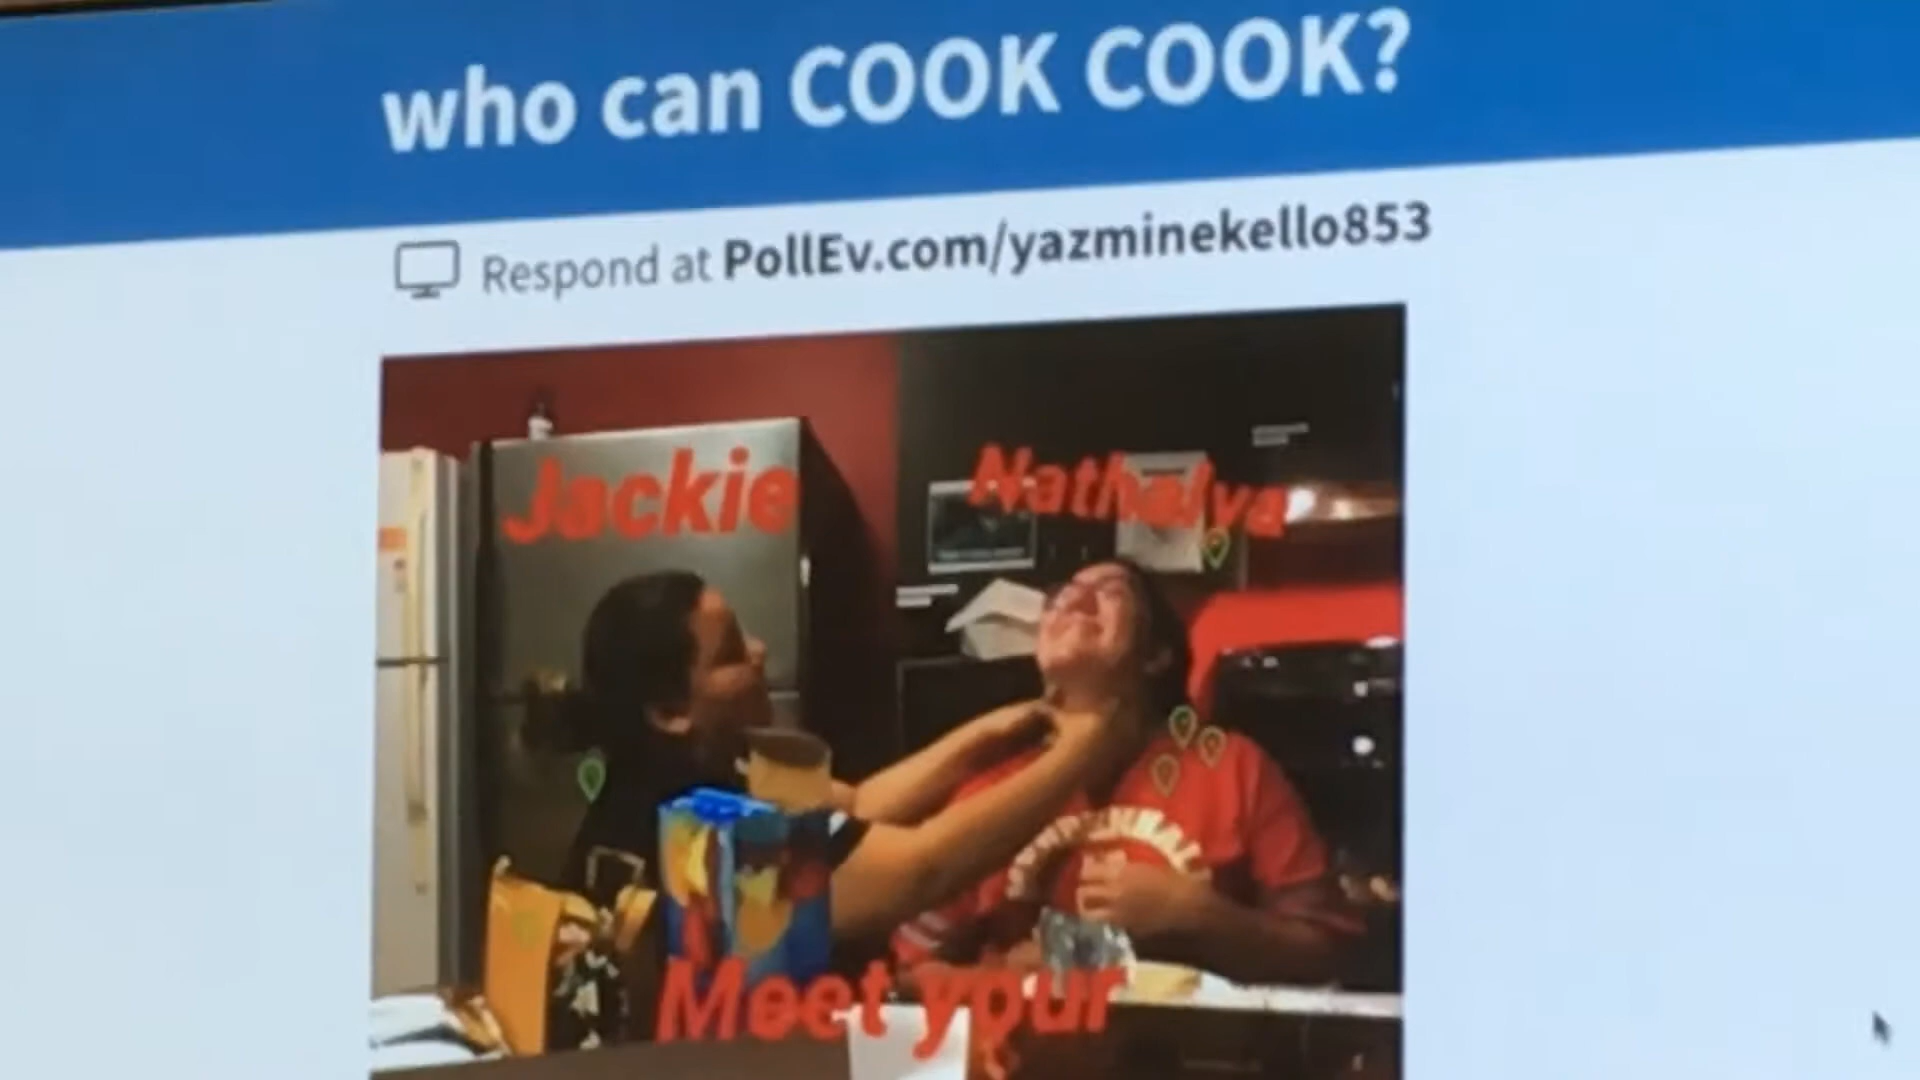 who can COOK COOK?
Respond at PollEv.com/yazminekello853
Jackie
Nathalya
Meet your